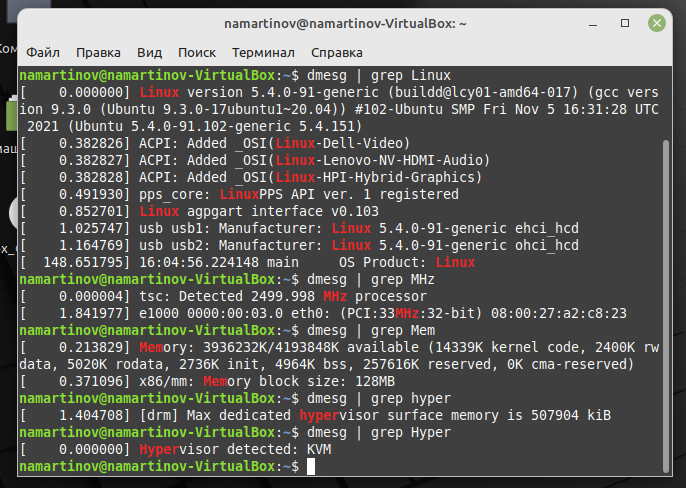 namartinov@namartinov-VirtualBox: ~
Ком
Файл Правка Вид Поиск Терминал Справка
namartinov@namartinov-VirtualBox:~$ dmesg | grep Linux
[    0.000000] Linux version 5.4.0-91-generic (buildd@lcy01-amd64-017) (gcc vers
ion 9.3.0 (Ubuntu 9.3.0-17ubuntu1~20.04)) #102-Ubuntu SMP Fri Nov 5 16:31:28 UTC
 2021 (Ubuntu 5.4.0-91.102-generic 5.4.151)
[    0.382826] ACPI: Added _OSI(Linux-Dell-Video)
[    0.382827] ACPI: Added _OSI(Linux-Lenovo-NV-HDMI-Audio)
[    0.382828] ACPI: Added _OSI(Linux-HPI-Hybrid-Graphics)
[    0.491930] pps_core: LinuxPPS API ver. 1 registered
[    0.852701] Linux agpgart interface v0.103
[    1.025747] usb usb1: Manufacturer: Linux 5.4.0-91-generic ehci_hcd
[    1.164769] usb usb2: Manufacturer: Linux 5.4.0-91-generic ohci_hcd
[  148.651795] 16:04:56.224148 main     OS Product: Linux
namartinov@namartinov-VirtualBox:~$ dmesg | grep MHz
[    0.000004] tsc: Detected 2499.998 MHz processor
[    1.841977] e1000 0000:00:03.0 eth0: (PCI:33MHz:32-bit) 08:00:27:a2:c8:23
namartinov@namartinov-VirtualBox:~$ dmesg | grep Mem
[    0.213829] Memory: 3936232K/4193848K available (14339K kernel code, 2400K rw
data, 5020K rodata, 2736K init, 4964K bss, 257616K reserved, 0K cma-reserved)
[    0.371096] x86/mm: Memory block size: 128MB
namartinov@namartinov-VirtualBox:~$ dmesg | grep hyper
[    1.404708] [drm] Max dedicated hypervisor surface memory is 507904 kiB
namartinov@namartinov-VirtualBox:~$ dmesg | grep Hyper
[    0.000000] Hypervisor detected: KVM
namartinov@namartinov-VirtualBox:~$